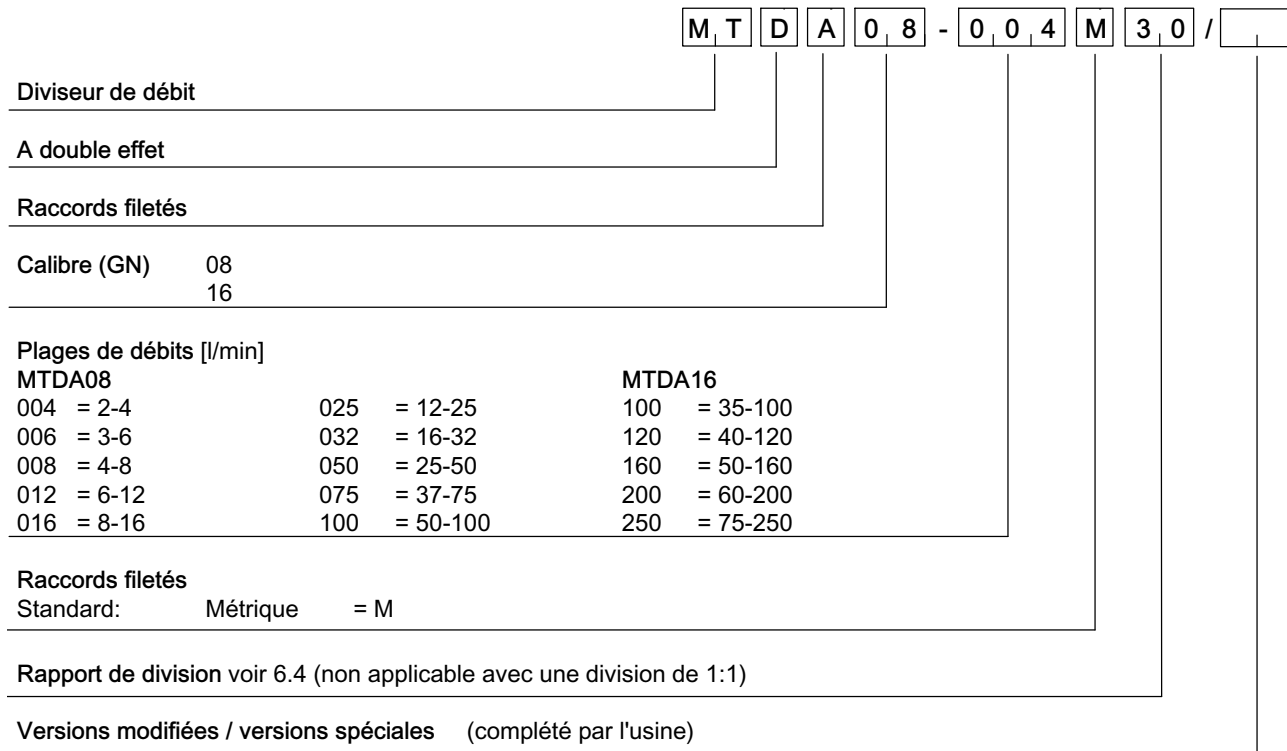 M T D A 0 8 - 0 0 4 M 3 0 /
Diviseur de débit
A double effet
Raccords filetés
Calibre (GN) 08
16
Plages de débits [l/min]
MTDA08 MTDA16
004 = 2-4 025 = 12-25 100 = 35-100
006 = 3-6 032 = 16-32 120 = 40-120
008 = 4-8 050 = 25-50 160 = 50-160
012 = 6-12 075 = 37-75 200 = 60-200
016 = 8-16 100 = 50-100 250 = 75-250
Raccords filetés
Standard: Métrique = M
Rapport de division voir 6.4 (non applicable avec une division de 1:1)
Versions modifiées / versions spéciales (complété par l'usine)